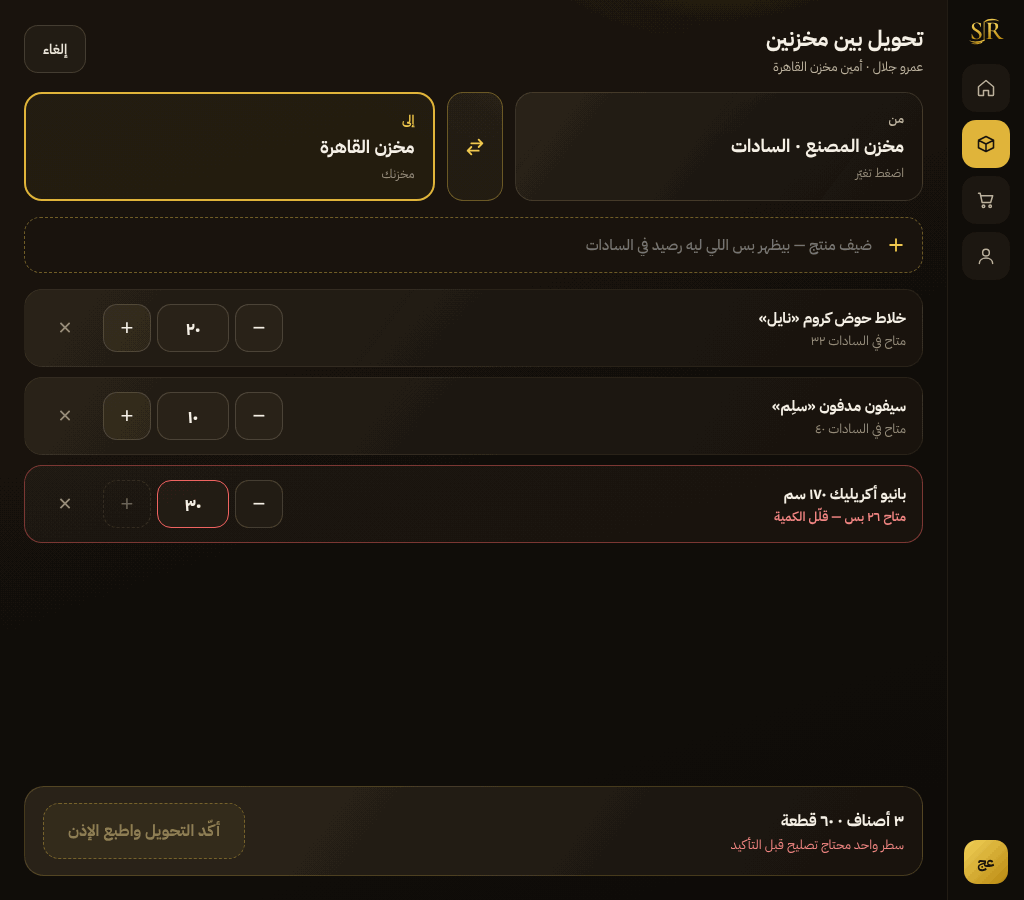 SR
تحويل بين مخزنين
عمرو جلال · أمين مخزن القاهرة
إلغاء
من
مخزن المصنع · السادات
اضغط تغيّر
إلى
مخزن القاهرة
مخزنك
ضيف منتج — بيظهر بس اللي ليه رصيد في السادات
خلاط حوض كروم «نايل»
متاح في السادات ٣٢
− ٢٠ + ×
سيفون مدفون «سلِم»
متاح في السادات ٤٠
− ١٠ + ×
بانيو أكريليك ١٧٠ سم
متاح ٢٦ بس — قلّل الكمية
− ٣٠ + ×
٣ أصناف · ٦٠ قطعة
سطر واحد محتاج تصليح قبل التأكيد
أكّد التحويل واطبع الإذن
عج